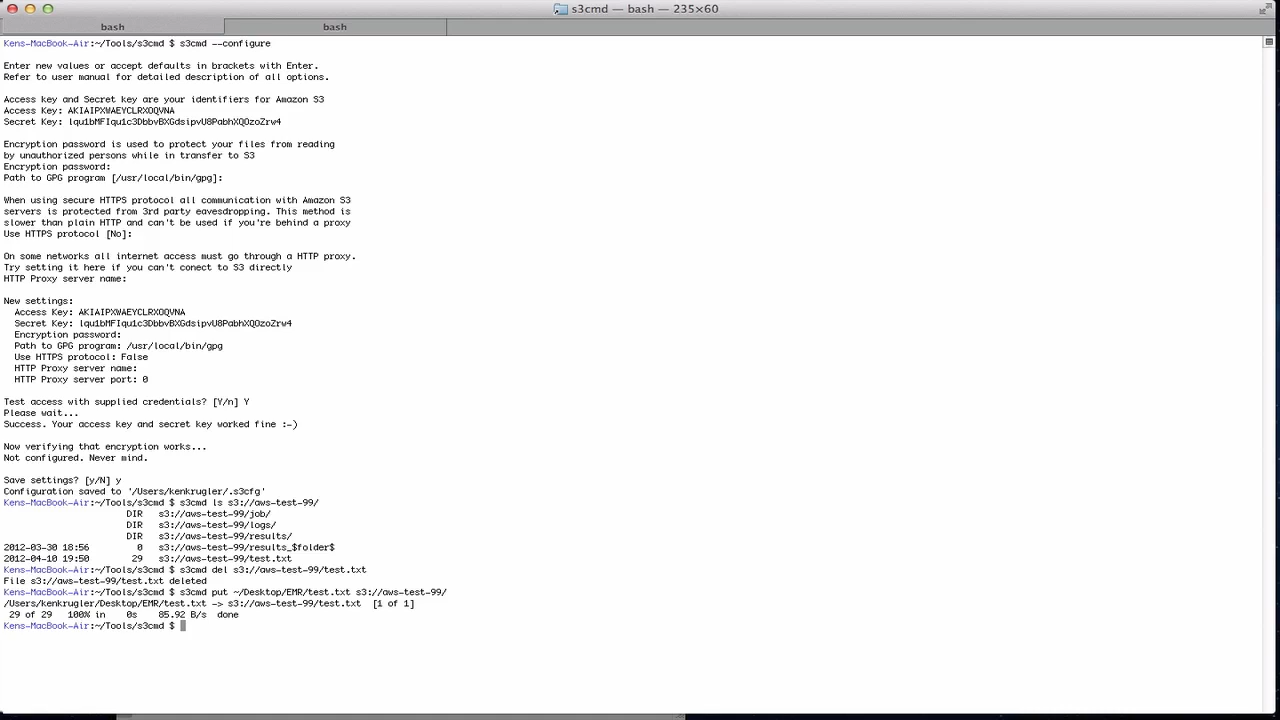 s3cmd — bash — 235×60
bash
bash
Kens-MacBook-Air:~/Tools/s3cmd $ s3cmd --configure
Enter new values or accept defaults in brackets with Enter.
Refer to user manual for detailed description of all options.
Access key and Secret key are your identifiers for Amazon S3
Access Key:
Secret Key:
Encryption password is used to protect your files from reading
by unauthorized persons while in transfer to S3
Encryption password:
Path to GPG program [/usr/local/bin/gpg]:
When using secure HTTPS protocol all communication with Amazon S3
servers is protected from 3rd party eavesdropping. This method is
slower than plain HTTP and can't be used if you're behind a proxy
Use HTTPS protocol [No]:
On some networks all internet access must go through a HTTP proxy.
Try setting it here if you can't conect to S3 directly
HTTP Proxy server name:
New settings:
Access Key:
Secret Key:
Encryption password:
Path to GPG program: /usr/local/bin/gpg
Use HTTPS protocol: False
HTTP Proxy server name:
HTTP Proxy server port: 0
Test access with supplied credentials? [Y/n] Y
Please wait...
Success. Your access key and secret key worked fine :-)
Now verifying that encryption works...
Not configured. Never mind.
Save settings? [y/N] y
Configuration saved to '/Users/kenkrugler/.s3cfg'
Kens-MacBook-Air:~/Tools/s3cmd $ s3cmd ls s3://aws-test-99/
DIR s3://aws-test-99/job/
DIR s3://aws-test-99/logs/
DIR s3://aws-test-99/results/
2012-03-30 18:56 0 s3://aws-test-99/results_$folder$
2012-04-10 19:50 29 s3://aws-test-99/test.txt
Kens-MacBook-Air:~/Tools/s3cmd $ s3cmd del s3://aws-test-99/test.txt
File s3://aws-test-99/test.txt deleted
Kens-MacBook-Air:~/Tools/s3cmd $ s3cmd put ~/Desktop/EMR/test.txt s3://aws-test-99/
/Users/kenkrugler/Desktop/EMR/test.txt -> s3://aws-test-99/test.txt [1 of 1]
29 of 29 100% in 0s 85.92 B/s done
Kens-MacBook-Air:~/Tools/s3cmd $